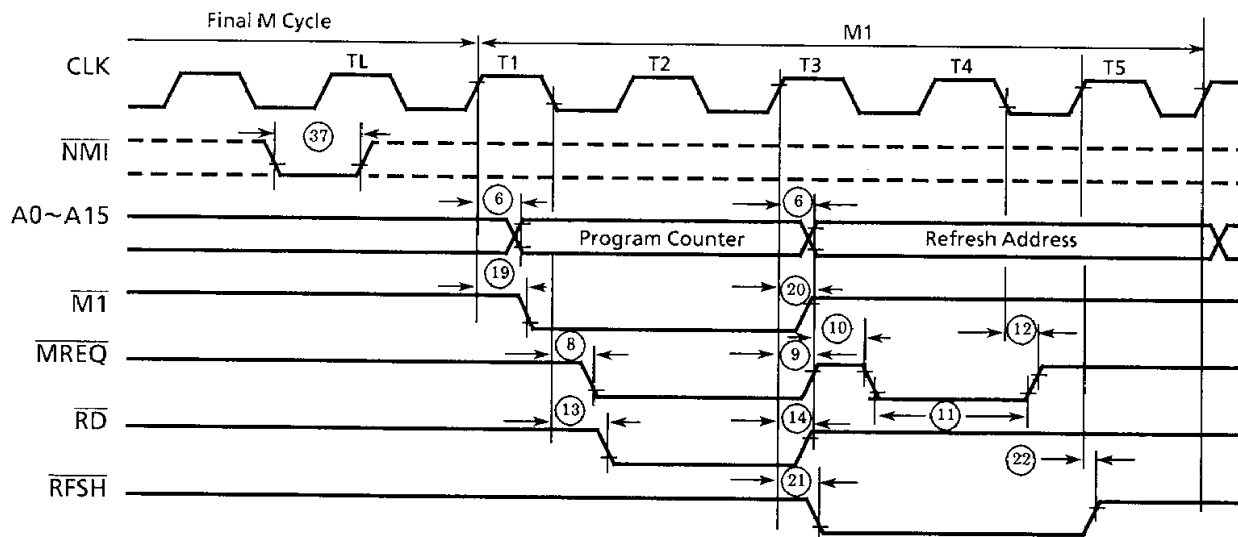 Final M Cycle
M1
CLK TL T1 T2 T3 T4 T5
NMI 37
A0~A15 6 6
Program Counter Refresh Address
M1 19 20
MREQ 8 9 10 12
11
RD 13 14
22
RFSH 21